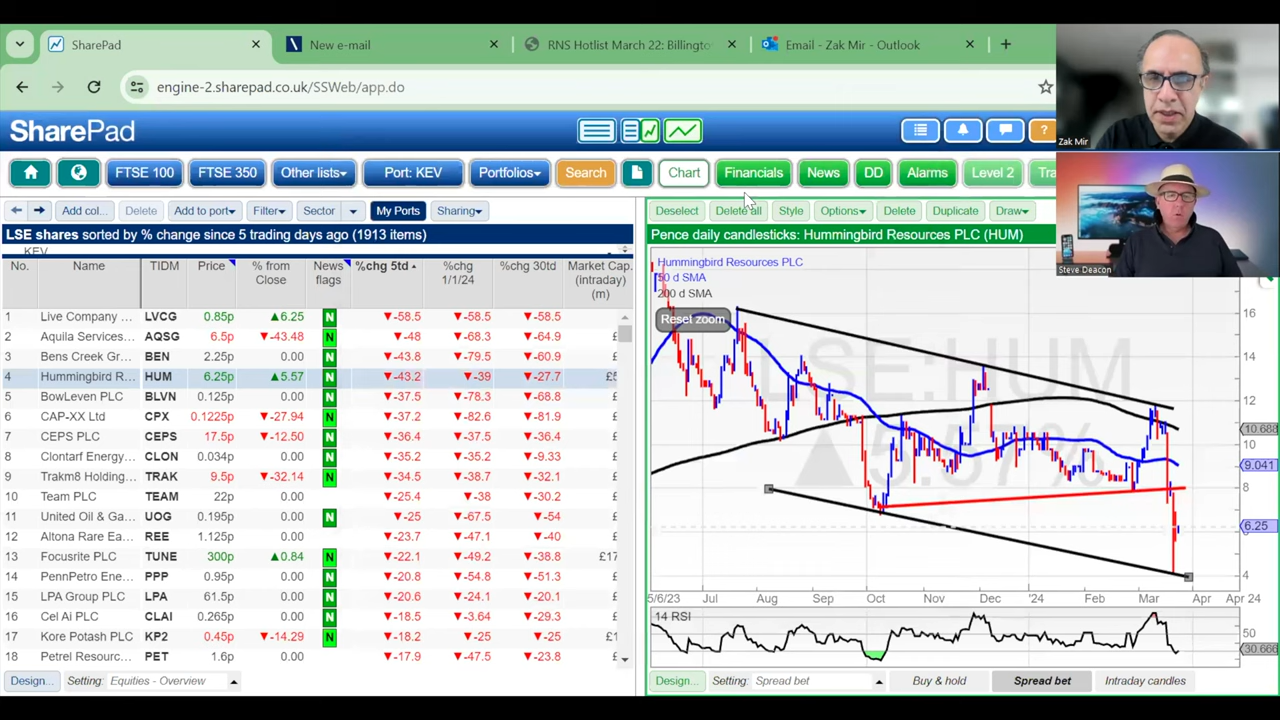 SharePad
New e-mail
RNS Hotlist March 22: Billingto
Email - Zak Mir - Outlook
engine-2.sharepad.co.uk/SSWeb/app.do
SharePad
?
FTSE 100 FTSE 350 Other lists Port: KEV Portfolios Search Chart Financials News DD Alarms Level 2 Tra
Add col... Delete Add to port Filter Sector My Ports Sharing
Deselect Delete all Style Options Delete Duplicate Draw
LSE shares sorted by % change since 5 trading days ago (1913 items)
KEV
No. Name TIDM Price % from Close News flags %chg 5td %chg 1/1/24 %chg 30td Market Cap. (intraday) (m)
1 Live Company ... LVCG 0.85p ▲6.25 N ▼-58.5 ▼-58.5 ▼-58.5
2 Aquila Services... AQSG 6.5p ▼-43.48 N ▼-48 ▼-68.3 ▼-64.9 £
3 Bens Creek Gr... BEN 2.25p 0.00 N ▼-43.8 ▼-79.5 ▼-60.9
4 Hummingbird R... HUM 6.25p ▲5.57 N ▼-43.2 ▼-39 ▼-27.7 £5
5 BowLeven PLC BLVN 0.125p 0.00 N ▼-37.2 ▼-78.3 ▼-68.8
6 CAP-XX Ltd CPX 0.1225p ▼-27.94 N ▼-37.1 ▼-82.6 ▼-81.9
7 CEPS PLC CEPS 17.5p ▼-12.50 N ▼-36.4 ▼-37.5 ▼-36.4
8 Clontarf Energy... CLON 0.034p 0.00 N ▼-35.2 ▼-35.2 ▼-9.33
9 Trakm8 Holding... TRAK 9.5p ▼-32.14 N ▼-34.5 ▼-35.6 ▼-35.6
10 Team PLC TEAM 22p 0.00 ▼-25.4 ▼-38 ▼-30.2
11 United Oil & Ga... UOG 0.195p 0.00 N ▼-25 ▼-67.5 ▼-54
12 Altona Rare Ea... REE 1.125p 0.00 ▼-23.7 ▼-47.1 ▼-40
13 Focusrite PLC TUNE 300p ▲0.84 N ▼-22.1 ▼-49.2 ▼-38.8 £17
14 PennPetro Ene... PPP 0.95p 0.00 N ▼-20.8 ▼-54.8 ▼-51.3
15 LPA Group PLC LPA 61.5p 0.00 N ▼-20.6 ▼-24.1 ▼-20.1
16 Cel Ai PLC CLAI 0.265p 0.00 N ▼-18.5 ▼-3.64 ▼-29.3
17 Kore Potash PLC KP2 0.45p ▼-14.29 N ▼-18.2 ▼-25 ▼-25 £1
18 Petrel Resourc... PET 1.6p 0.00 ▼-17.9 ▼-47.5 ▼-23.8
Design... Setting: Equities - Overview
Pence daily candlesticks: Hummingbird Resources PLC (HUM)
Hummingbird Resources PLC
50 d SMA
200 d SMA
Reset zoom
LSE:HUM
▲5.57%
16
14
12
10.688
10
9.041
8
6.25
4
5/6/23 Jul Aug Sep Oct Nov Dec '24 Feb Mar Apr Apr 24
14 RSI
50
30.666
Design... Setting: Spread bet Buy & hold Spread bet Intraday candles
Zak Mir
Steve Deacon